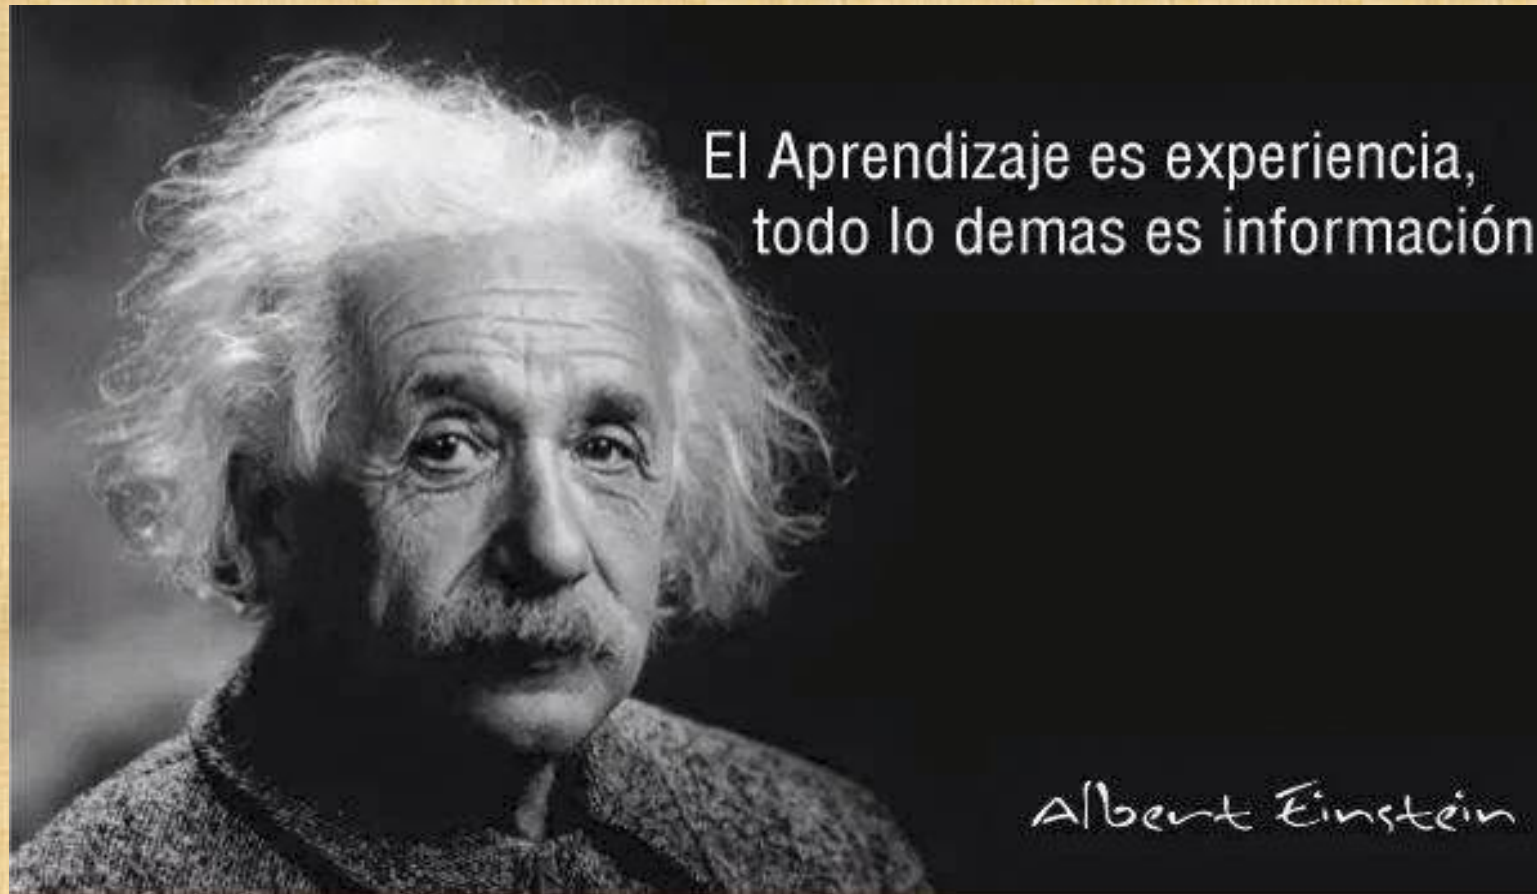 El Aprendizaje es experiencia,
todo lo demas es información
Albert Einstein